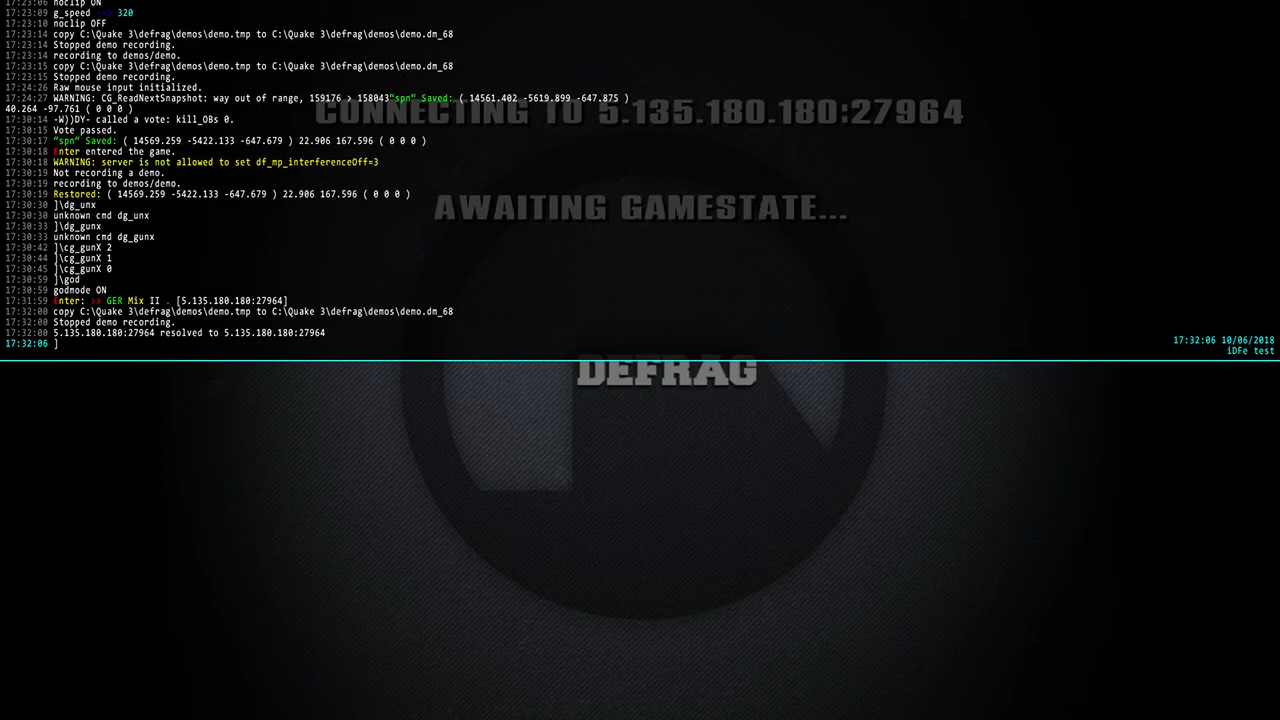 17:23:06 noclip ON
17:23:09 g_speed --> 320
17:23:10 noclip OFF
17:23:14 copy C:\Quake 3\defrag\demos\demo.tmp to C:\Quake 3\defrag\demos\demo.dm_68
17:23:14 Stopped demo recording.
17:23:14 recording to demos/demo.
17:23:15 copy C:\Quake 3\defrag\demos\demo.tmp to C:\Quake 3\defrag\demos\demo.dm_68
17:23:15 Stopped demo recording.
17:24:26 Raw mouse input initialized.
17:24:27 WARNING: CG_ReadNextSnapshot: way out of range, 159176 > 158043"spn" Saved: ( 14561.402 -5619.899 -647.875 )
40.264 -97.761 ( 0 0 0 )
17:30:14 -W))DY- called a vote: kill_OBs 0.
17:30:15 Vote passed.
17:30:17 "spn" Saved: ( 14569.259 -5422.133 -647.679 ) 22.906 167.596 ( 0 0 0 )
17:30:18 Enter entered the game.
17:30:18 WARNING: server is not allowed to set df_mp_interferenceOff=3
17:30:19 Not recording a demo.
17:30:19 recording to demos/demo.
17:30:19 Restored: ( 14569.259 -5422.133 -647.679 ) 22.906 167.596 ( 0 0 0 )
17:30:30 ]\dg_unx
17:30:30 unknown cmd dg_unx
17:30:33 ]\dg_gunx
17:30:33 unknown cmd dg_gunx
17:30:42 ]\cg_gunX 2
17:30:44 ]\cg_gunX 1
17:30:45 ]\cg_gunX 0
17:30:59 ]\god
17:30:59 godmode ON
17:31:59 Enter: >> GER Mix II . [5.135.180.180:27964]
17:32:00 copy C:\Quake 3\defrag\demos\demo.tmp to C:\Quake 3\defrag\demos\demo.dm_68
17:32:00 Stopped demo recording.
17:32:00 5.135.180.180:27964 resolved to 5.135.180.180:27964
17:32:06 ]
17:32:06 10/06/2018
iDFe test
CONNECTING TO 5.135.180.180:27964
AWAITING GAMESTATE...
DEFRAG